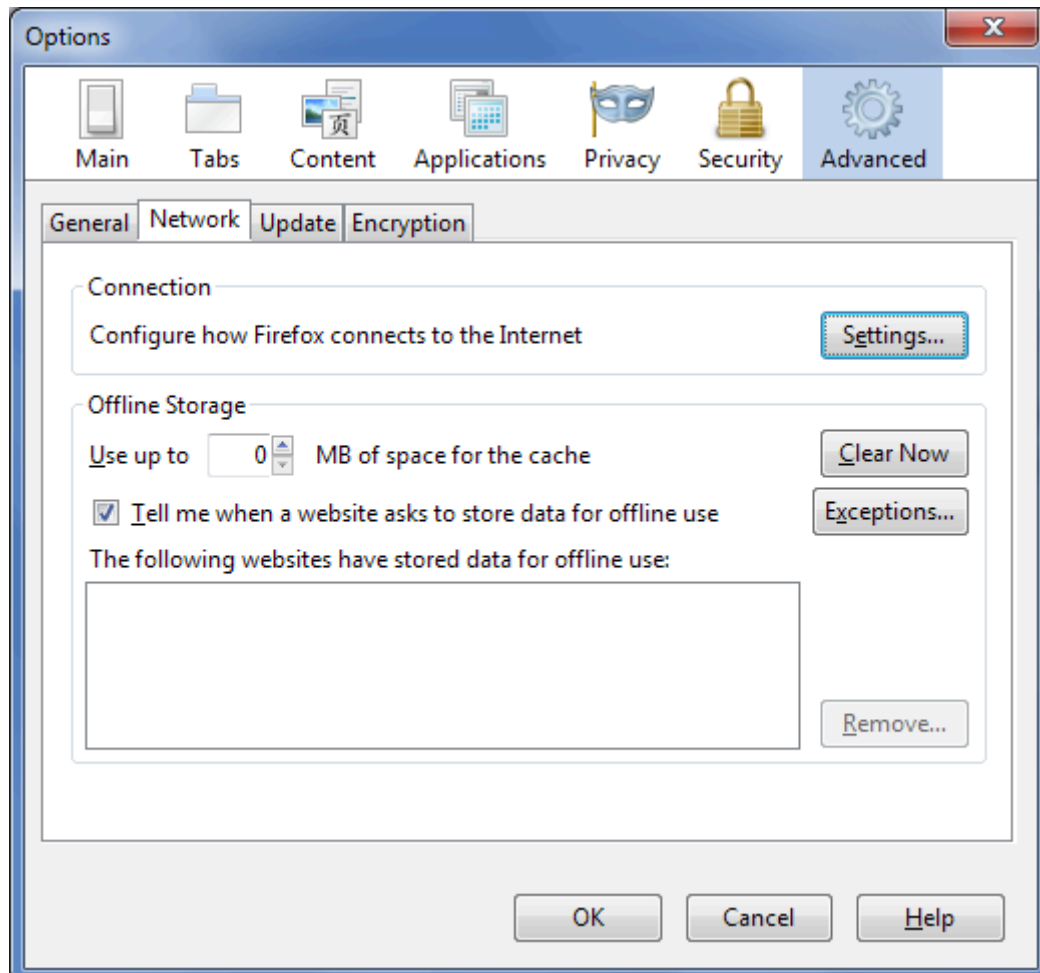 Options
X
页
Main Tabs Content Applications Privacy Security Advanced
General Network Update Encryption
Connection
Configure how Firefox connects to the Internet Settings...
Offline Storage
Use up to 0 MB of space for the cache Clear Now
Tell me when a website asks to store data for offline use Exceptions...
The following websites have stored data for offline use:
Remove...
OK Cancel Help